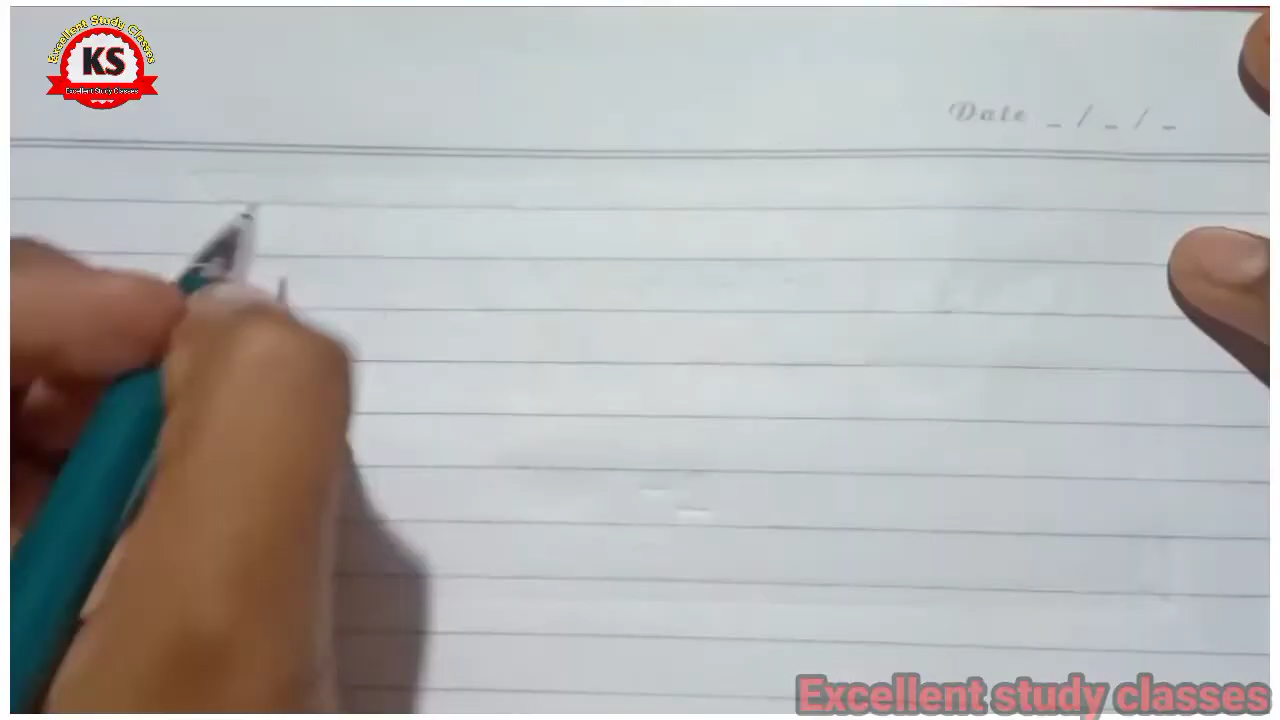 Excellent Study Classes
KS
Excellent Study Classes
Date _ / _ / _
Excellent study classes